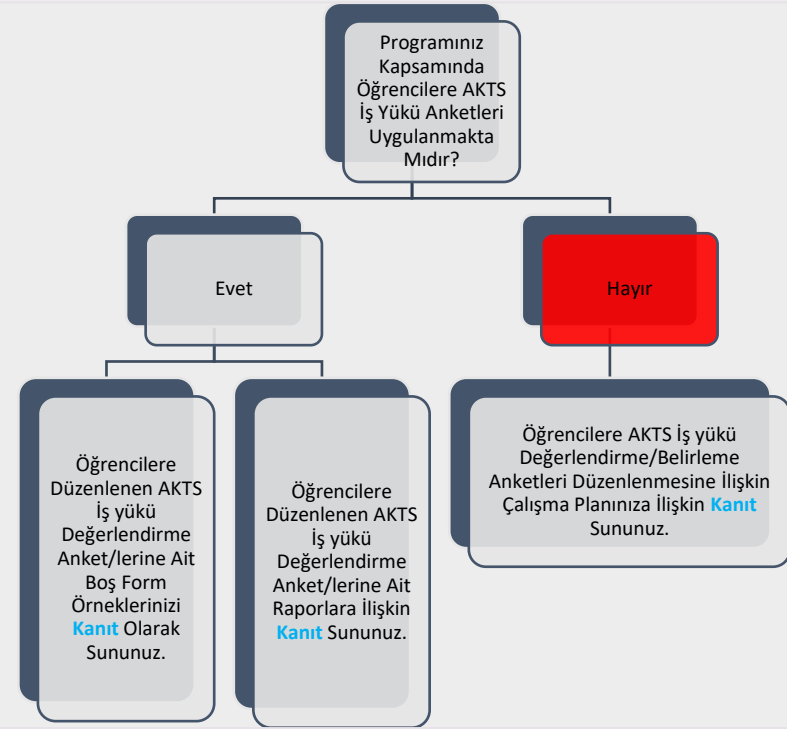 Programınız
Kapsamında
Öğrencilere AKTS
İş Yükü Anketleri
Uygulanmakta
Mıdır?
Evet
Hayır
Öğrencilere
Düzenlenen AKTS
İş yükü
Değerlendirme
Anket/lerine Ait
Boş Form
Örneklerinizi
Kanıt Olarak
Sununuz.
Öğrencilere
Düzenlenen AKTS
İş yükü
Değerlendirme
Anket/lerine Ait
Raporlara İlişkin
Kanıt Sununuz.
Öğrencilere AKTS İş yükü
Değerlendirme/Belirleme
Anketleri Düzenlenmesine İlişkin
Çalışma Planınıza İlişkin Kanıt
Sununuz.